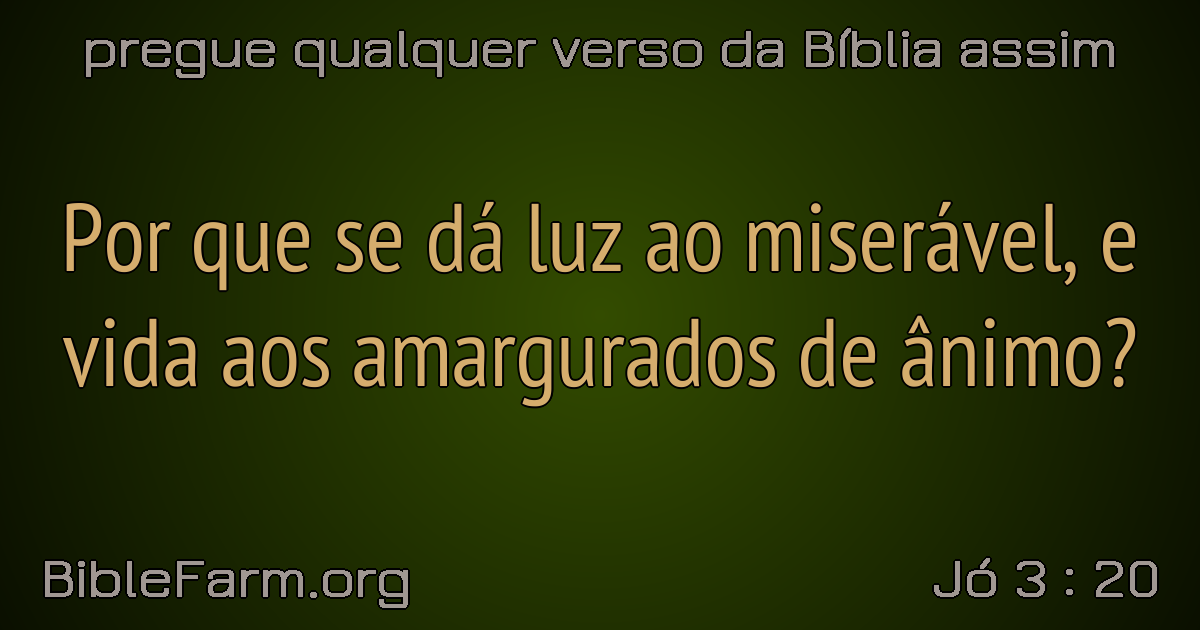 pregue qualquer verso da Bíblia assim
Por que se dá luz ao miserável, e
vida aos amargurados de ânimo?
BibleFarm.org
Jó 3 : 20